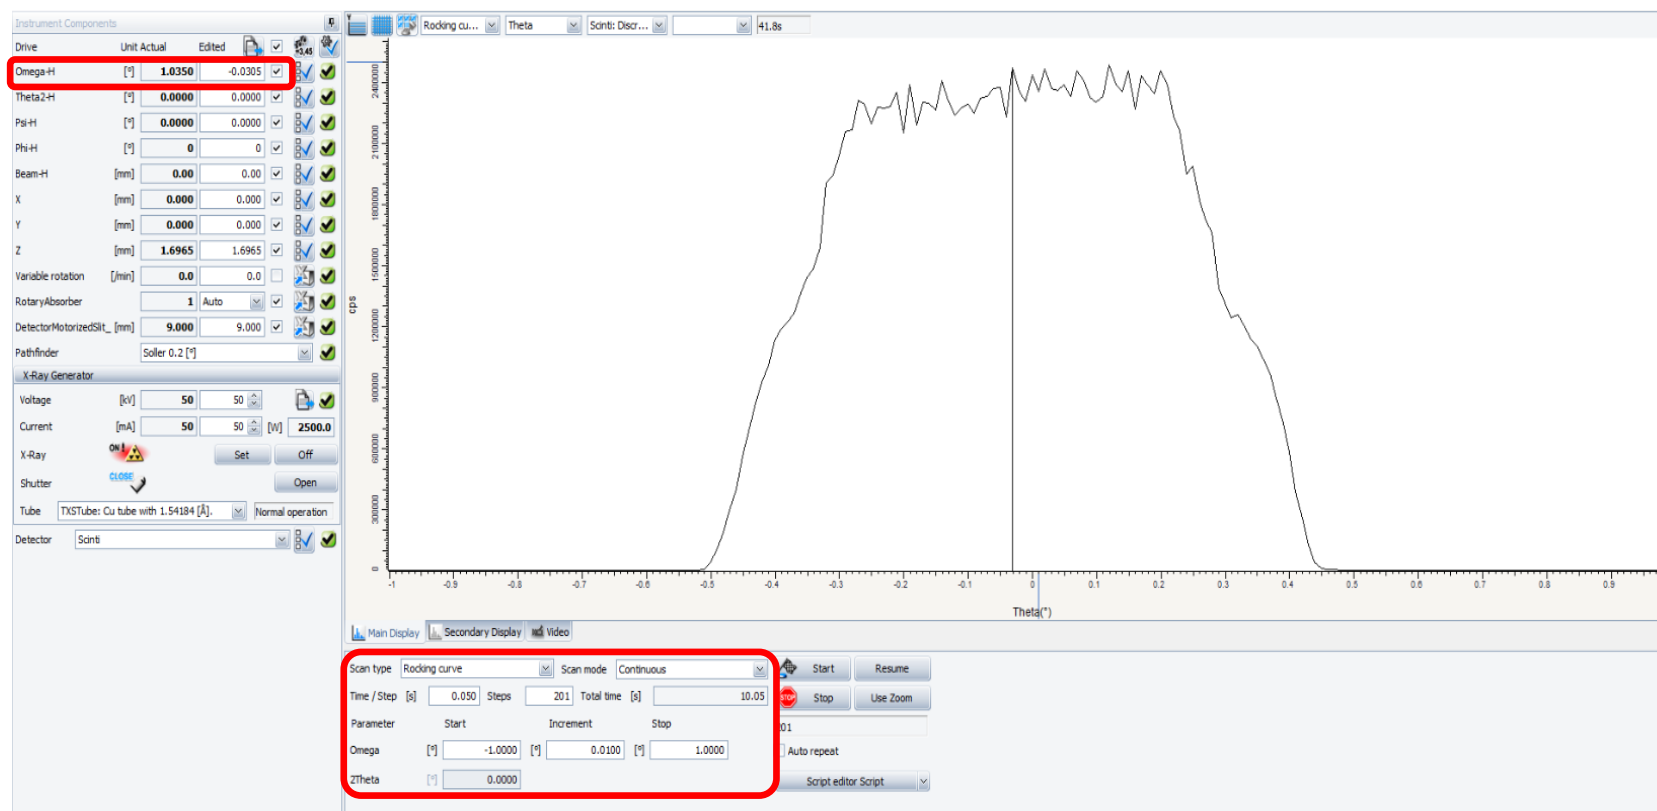 Instrument Components
Drive Unit Actual Edited +3,45
Omega-H [°] 1.0350 -0.0305
Theta2-H [°] 0.0000 0.0000
Psi-H [°] 0.0000 0.0000
Phi-H [°] 0 0
Beam-H [mm] 0.00 0.00
X [mm] 0.000 0.000
Y [mm] 0.000 0.000
Z [mm] 1.6965 1.6965
Variable rotation [/min] 0.0 0.0
RotaryAbsorber 1 Auto
DetectorMotorizedSlit_ [mm] 9.000 9.000
Pathfinder Soller 0.2 [°]
X-Ray Generator
Voltage [kV] 50 50
Current [mA] 50 50 [W] 2500.0
X-Ray ON Set Off
Shutter CLOSE Open
Tube TXSTube: Cu tube with 1.54184 [Å]. Normal operation
Detector Scinti
Rocking cu... Theta Scinti: Discr... 41.8s
cps
2400000
2100000
1800000
1500000
1200000
900000
600000
300000
0
-1 -0.9 -0.8 -0.7 -0.6 -0.5 -0.4 -0.3 -0.2 -0.1 0 0.1 0.2 0.3 0.4 0.5 0.6 0.7 0.8 0.9
Theta(°)
Main Display Secondary Display Video
Scan type Rocking curve Scan mode Continuous Start Resume
Time / Step [s] 0.050 Steps 201 Total time [s] 10.05 STOP Stop Use Zoom
Parameter Start Increment Stop
Omega [°] -1.0000 [°] 0.0100 [°] 1.0000 Auto repeat
2Theta [°] 0.0000 Script editor Script